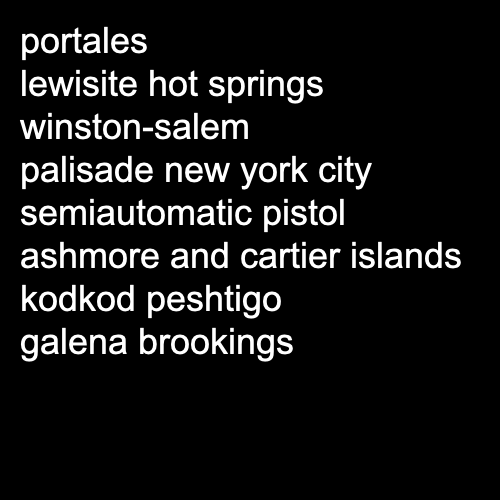 portales
lewisite hot springs
winston-salem
palisade new york city
semiautomatic pistol
ashmore and cartier islands
kodkod peshtigo
galena brookings